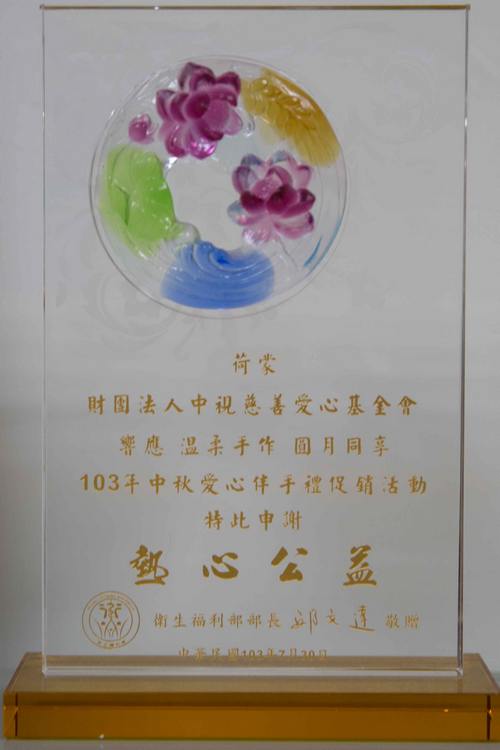 荷蒙
財團法人中視慈善愛心基金會
響應 溫柔手作 圓月同享
103年中秋愛心伴手禮促銷活動
特此申謝
熱心公益
衛生福利部部長 邱文達 敬贈
中華民國103年7月30日